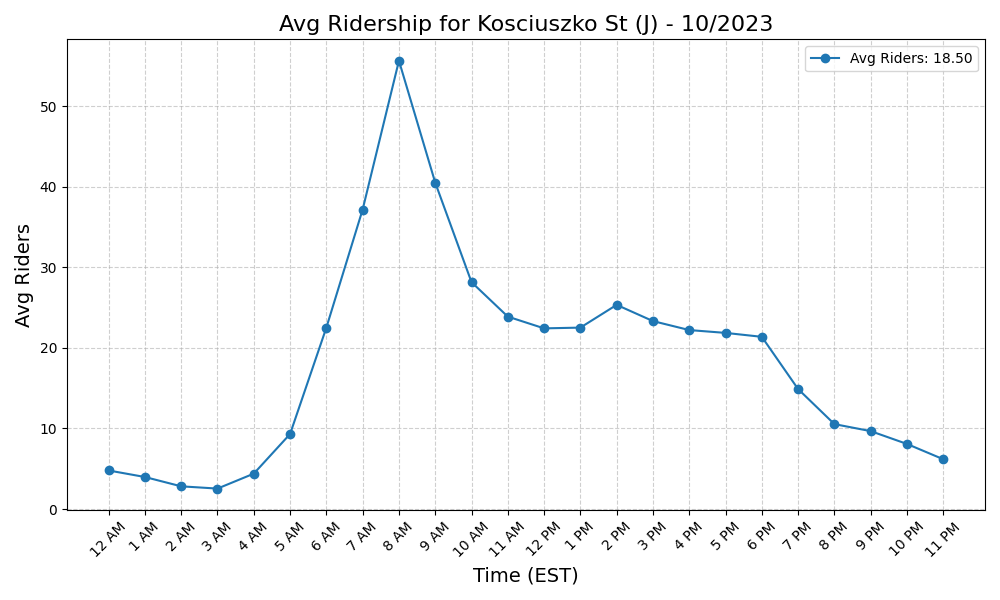 Avg Ridership for Kosciuszko St (J) - 10/2023
Avg Riders: 18.50
Avg Riders
50
40
30
20
10
0
12 AM
1 AM
2 AM
3 AM
4 AM
5 AM
6 AM
7 AM
8 AM
9 AM
10 AM
11 AM
12 PM
1 PM
2 PM
3 PM
4 PM
5 PM
6 PM
7 PM
8 PM
9 PM
10 PM
11 PM
Time (EST)